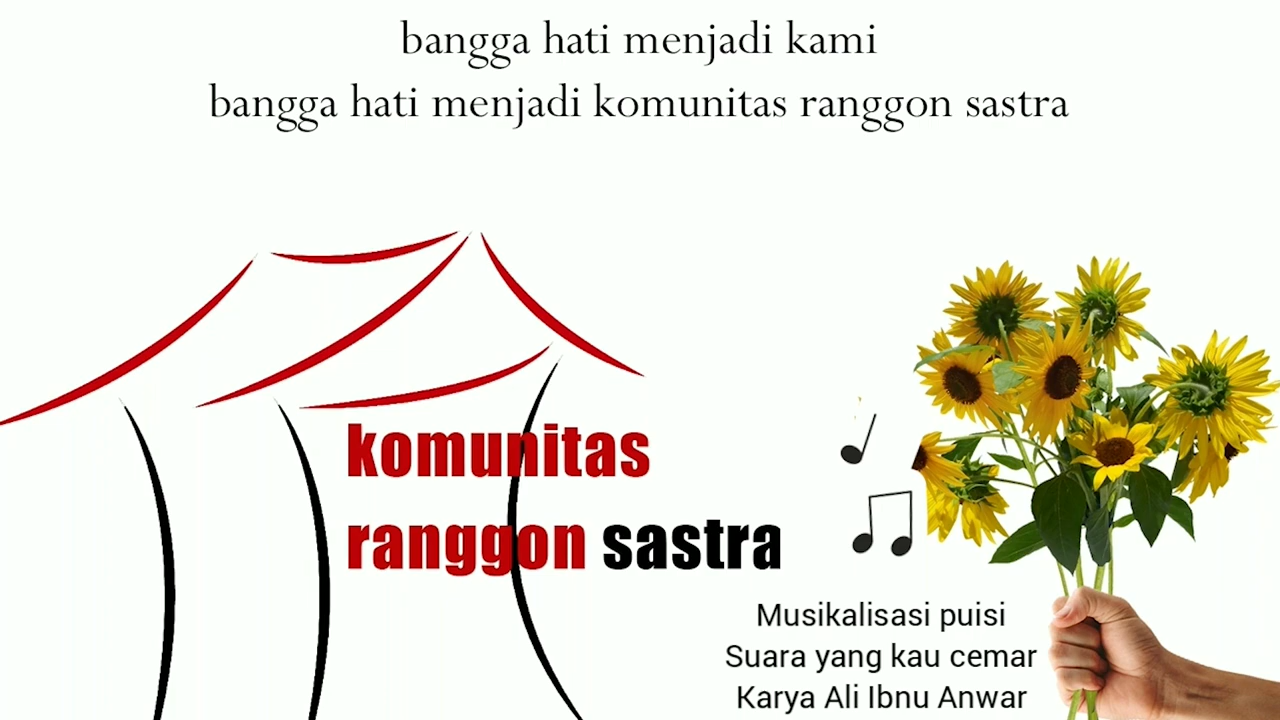 bangga hati menjadi kami
bangga hati menjadi komunitas ranggon sastra
komunitas
ranggon sastra
Musikalisasi puisi
Suara yang kau cemar
Karya Ali Ibnu Anwar